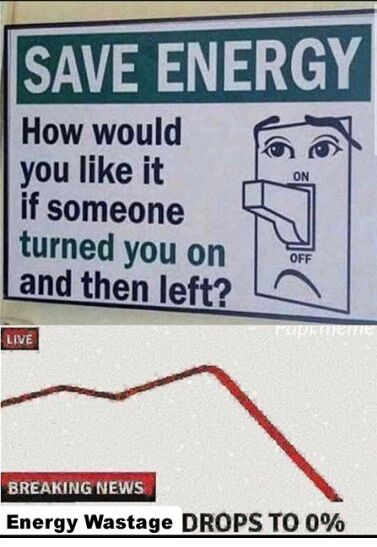 SAVE ENERGY
How would
you like it
if someone
turned you on
and then left?
ON
OFF
LIVE
BREAKING NEWS
Energy Wastage DROPS TO 0%